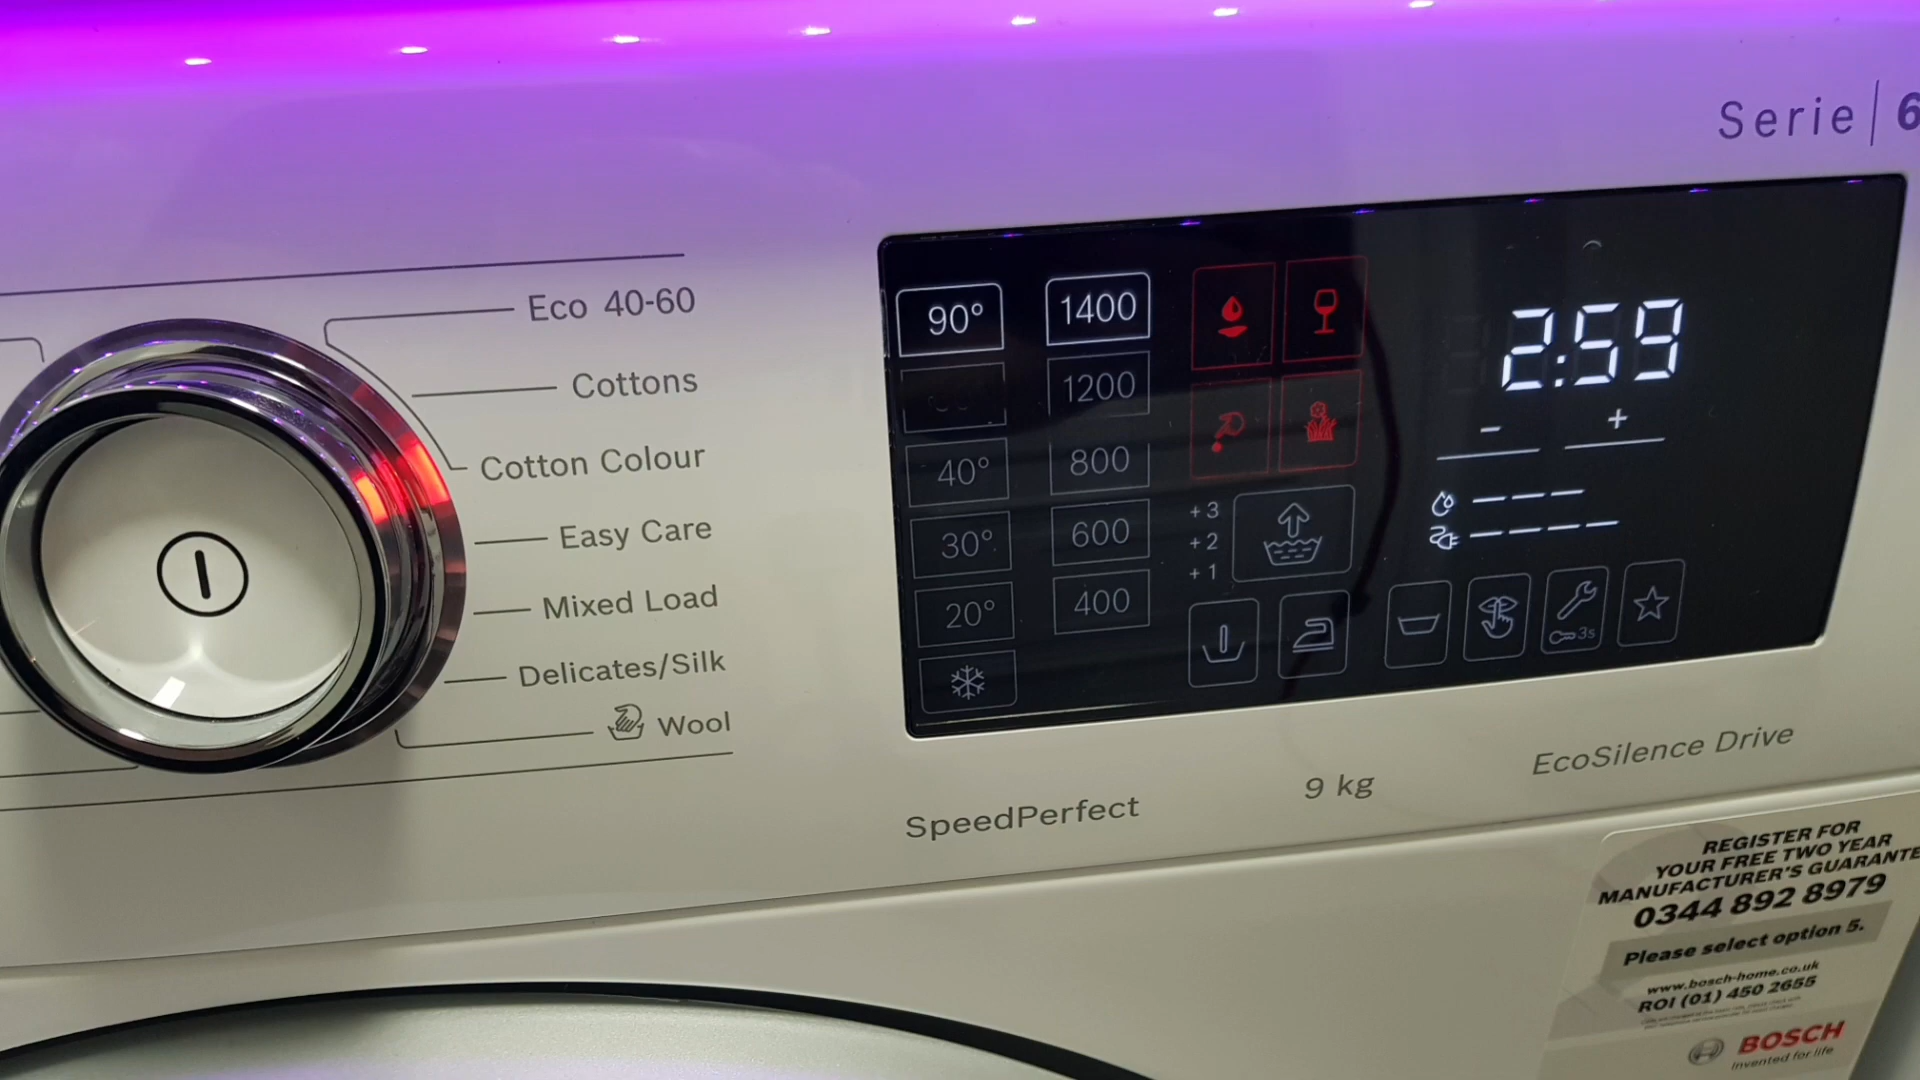 Serie | 6
Eco 40-60
Cottons
Cotton Colour
Easy Care
Mixed Load
Delicates/Silk
Wool
90°
40°
30°
20°
1400
1200
800
600
400
+3
+2
+1
2:59
- +
3s
SpeedPerfect
9 kg
EcoSilence Drive
REGISTER FOR
YOUR FREE TWO YEAR
MANUFACTURER'S GUARANTE
0344 892 8979
Please select option 5.
www.bosch-home.co.uk
ROI (01) 450 2655
BOSCH
Invented for life